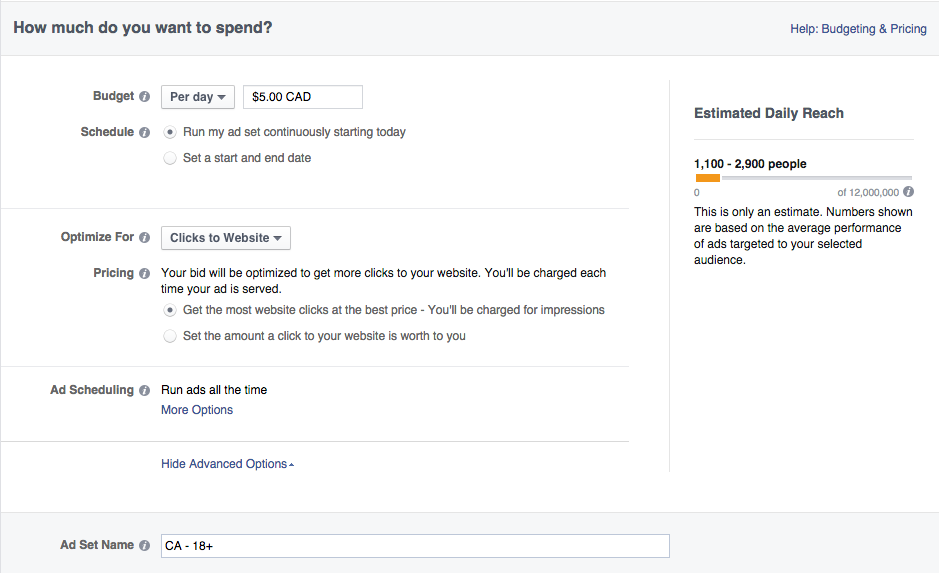 How much do you want to spend?
Help: Budgeting & Pricing
Budget i Per day $5.00 CAD
Schedule i Run my ad set continuously starting today
Set a start and end date
Optimize For i Clicks to Website
Pricing i Your bid will be optimized to get more clicks to your website. You'll be charged each
time your ad is served.
Get the most website clicks at the best price - You'll be charged for impressions
Set the amount a click to your website is worth to you
Ad Scheduling i Run ads all the time
More Options
Hide Advanced Options
Estimated Daily Reach
1,100 - 2,900 people
0 of 12,000,000 i
This is only an estimate. Numbers shown
are based on the average performance
of ads targeted to your selected
audience.
Ad Set Name i CA - 18+